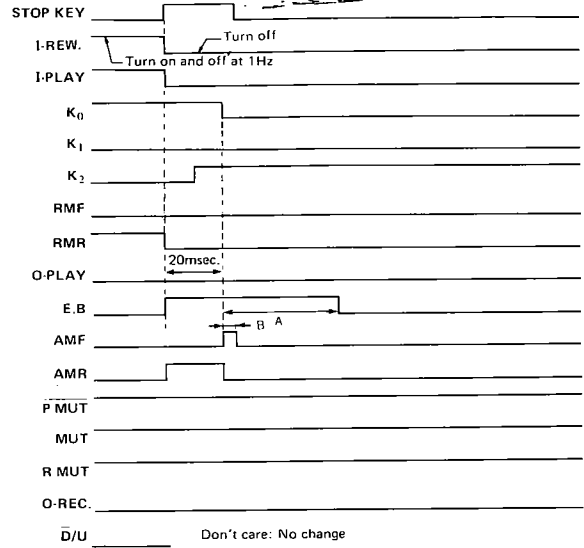 STOP KEY
I-REW.
Turn off
Turn on and off at 1Hz
I-PLAY
K0
K1
K2
RMF
RMR
20msec.
O-PLAY
E.B
B A
AMF
AMR
P MUT
MUT
R MUT
O-REC.
D̅/U Don't care: No change